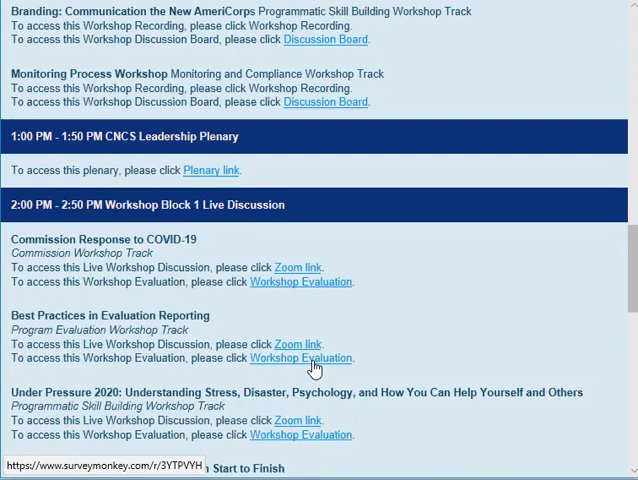 Branding: Communication the New AmeriCorps Programmatic Skill Building Workshop Track
To access this Workshop Recording, please click Workshop Recording.
To access this Workshop Discussion Board, please click Discussion Board.
Monitoring Process Workshop Monitoring and Compliance Workshop Track
To access this Workshop Recording, please click Workshop Recording.
To access this Workshop Discussion Board, please click Discussion Board.
1:00 PM - 1:50 PM CNCS Leadership Plenary
To access this plenary, please click Plenary link.
2:00 PM - 2:50 PM Workshop Block 1 Live Discussion
Commission Response to COVID-19
Commission Workshop Track
To access this Live Workshop Discussion, please click Zoom link.
To access this Workshop Evaluation, please click Workshop Evaluation.
Best Practices in Evaluation Reporting
Program Evaluation Workshop Track
To access this Live Workshop Discussion, please click Zoom link.
To access this Workshop Evaluation, please click Workshop Evaluation.
Under Pressure 2020: Understanding Stress, Disaster, Psychology, and How You Can Help Yourself and Others
Programmatic Skill Building Workshop Track
To access this Live Workshop Discussion, please click Zoom link.
To access this Workshop Evaluation, please click Workshop Evaluation.
https://www.surveymonkey.com/r/3YTPVYH
Start to Finish